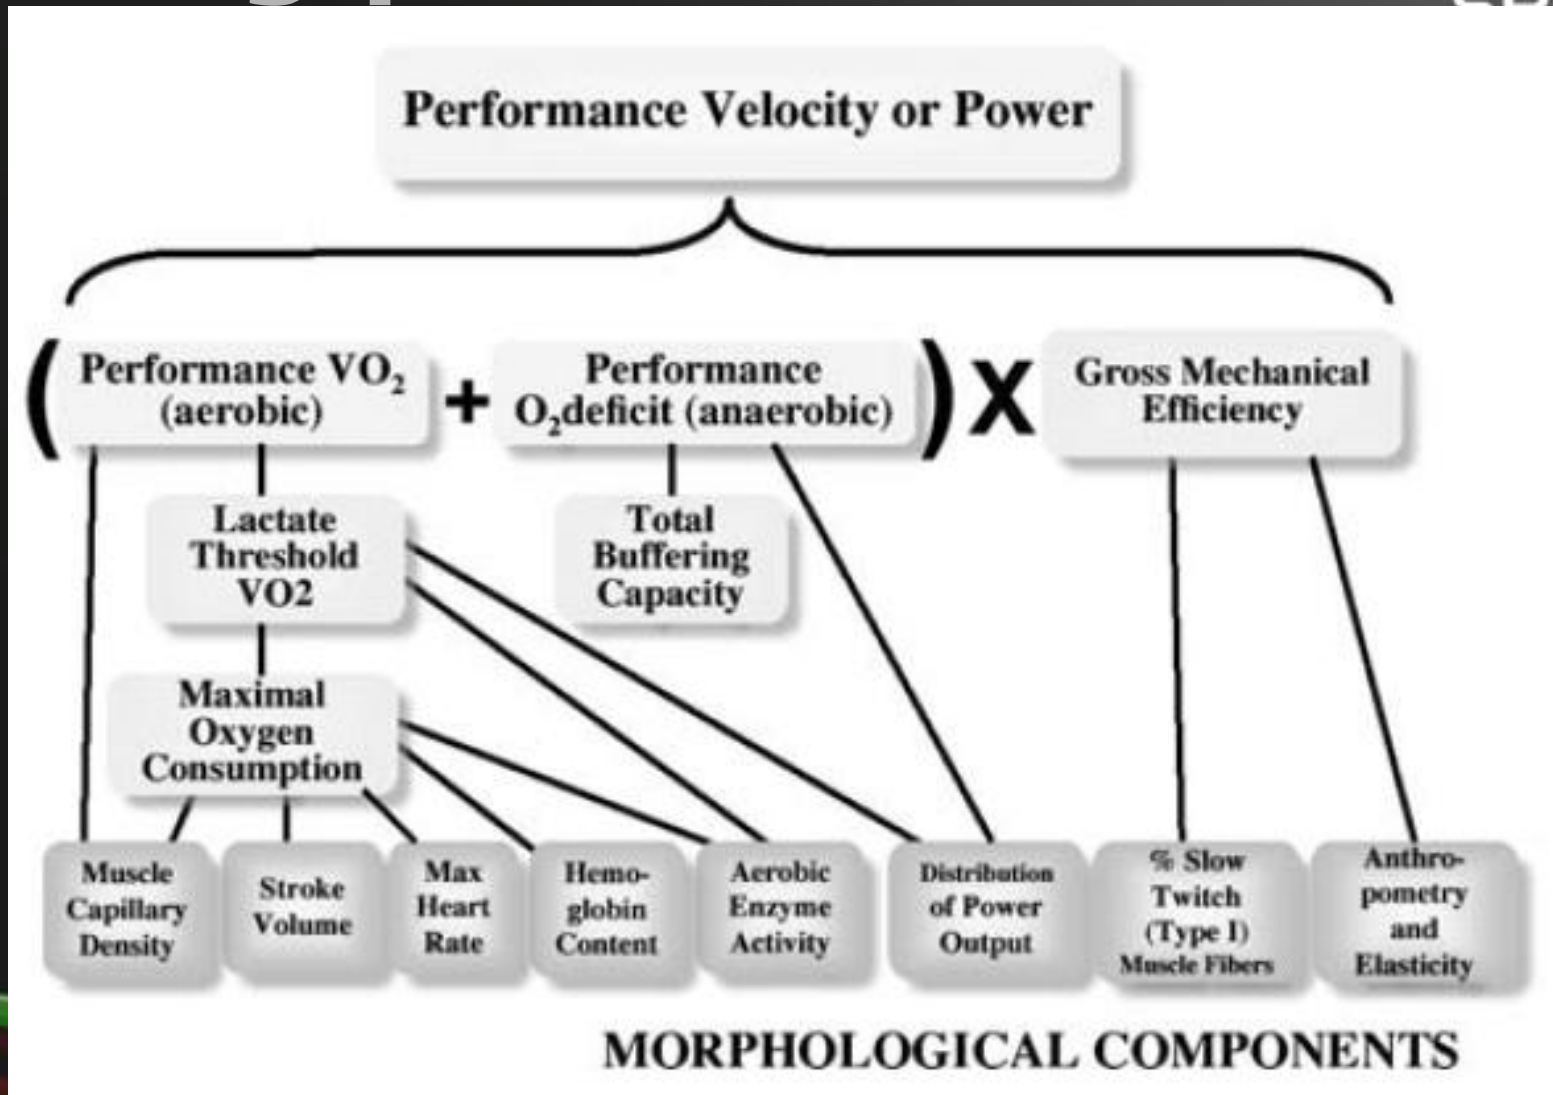 Performance Velocity or Power
(
Performance VO₂
(aerobic)
+
Performance
O₂deficit (anaerobic)
)
X
Gross Mechanical
Efficiency
Lactate
Threshold
VO2
Total
Buffering
Capacity
Maximal
Oxygen
Consumption
Muscle
Capillary
Density
Stroke
Volume
Max
Heart
Rate
Hemo-
globin
Content
Aerobic
Enzyme
Activity
Distribution
of Power
Output
% Slow
Twitch
(Type I)
Muscle Fibers
Anthro-
pometry
and
Elasticity
MORPHOLOGICAL COMPONENTS